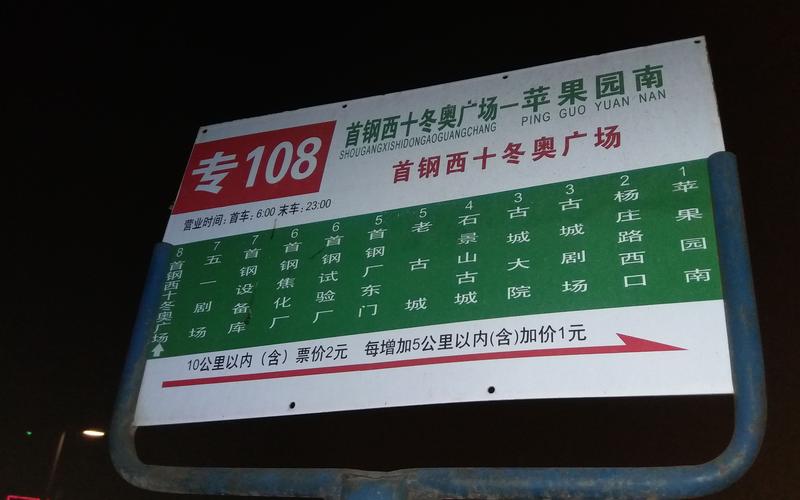 专108
首钢西十冬奥广场—苹果园南
SHOUGANGXISHIDONGAOGUANGCHANG PING GUO YUAN NAN
首钢西十冬奥广场
营业时间:首车:6:00 末车:23:00
8首钢西十冬奥广场
7五一剧场
7首钢设备库
6首钢焦化厂
6首钢试验厂
5首钢厂东门
5老古城
4石景山古城
3古城大院
3古城剧场
2杨庄路西口
1苹果园南
10公里以内(含)票价2元 每增加5公里以内(含)加价1元